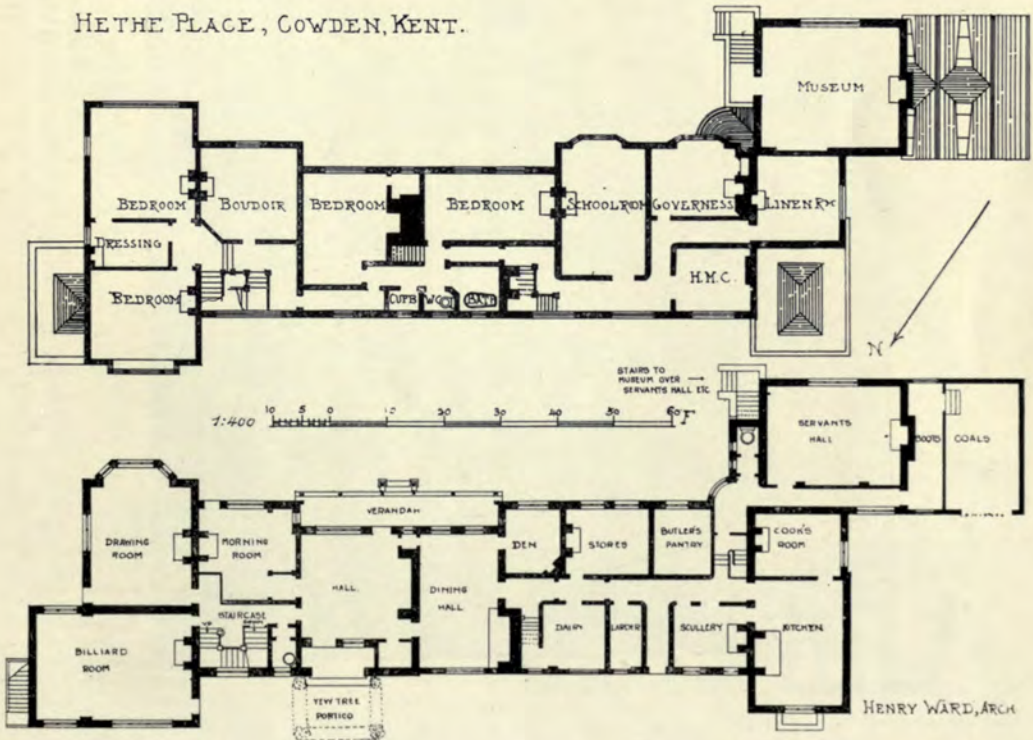 HETHE PLACE, COWDEN, KENT.
MUSEUM
BEDROOM
BOUDOIR
BEDROOM
BEDROOM
SCHOOLROOM
GOVERNESS
LINEN RM
DRESSING
BEDROOM
CUPB
WC
BATH
H.M.C.
N
STAIRS TO
MUSEUM OVER
SERVANTS HALL ETC
1:400
10 5 0 10 20 30 40 50 60 F
SERVANTS
HALL
BOOTS
COALS
VERANDAH
DRAWING
ROOM
MORNING
ROOM
HALL
DINING
HALL
DEN
STORES
BUTLER'S
PANTRY
COOK'S
ROOM
STAIRCASE
UP
DAIRY
LARDER
SCULLERY
KITCHEN
BILLIARD
ROOM
YEW TREE
PORTICO
HENRY WARD, ARCH